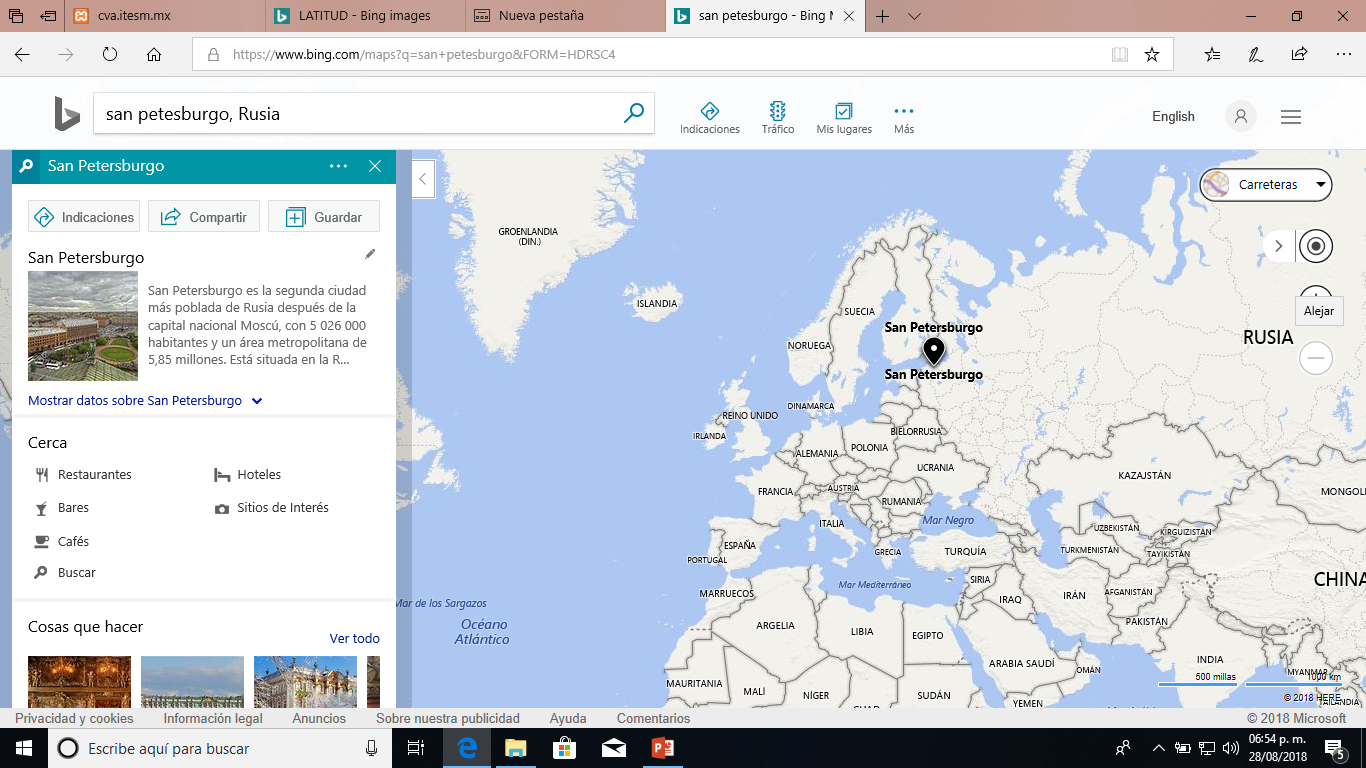 cva.itesm.mx
LATITUD - Bing images
Nueva pestaña
san petesburgo - Bing M
https://www.bing.com/maps?q=san+petesburgo&FORM=HDRSC4
san petesburgo, Rusia
Indicaciones
Tráfico
Mis lugares
Más
English
San Petersburgo
Indicaciones
Compartir
Guardar
San Petersburgo
San Petersburgo es la segunda ciudad
más poblada de Rusia después de la
capital nacional Moscú, con 5 026 000
habitantes y un área metropolitana de
5,85 millones. Está situada en la R...
Mostrar datos sobre San Petersburgo
Cerca
Restaurantes
Hoteles
Bares
Sitios de Interés
Cafés
Buscar
Cosas que hacer
Ver todo
Carreteras
Alejar
GROENLANDIA
(DIN.)
ISLANDIA
SUECIA
NORUEGA
San Petersburgo
San Petersburgo
RUSIA
DINAMARCA
REINO UNIDO
IRLANDA
BIELORRUSIA
POLONIA
ALEMANIA
UCRANIA
KAZAJSTÁN
AUSTRIA
FRANCIA
RUMANIA
MONGOL
ITALIA
Mar Negro
UZBEKISTÁN
KIRGUIZISTÁN
ESPAÑA
PORTUGAL
GRECIA
TURQUÍA
TURKMENISTÁN
TAYIKISTÁN
Mar Mediterráneo
SIRIA
CHINA
MARRUECOS
IRAQ
IRÁN
AFGANISTÁN
Mar de los Sargazos
Océano
Atlántico
ARGELIA
LIBIA
EGIPTO
PAKISTÁN
ARABIA SAUDÍ
OMÁN
INDIA
MYANMAR
MAURITANIA
MALÍ
NÍGER
SUDÁN
YEMEN
CHAD
TAILANDIA
500 millas
1000 km
© 2018 HERE
Privacidad y cookies
Información legal
Anuncios
Sobre nuestra publicidad
Ayuda
Comentarios
© 2018 Microsoft
Escribe aquí para buscar
06:54 p. m.
28/08/2018
5